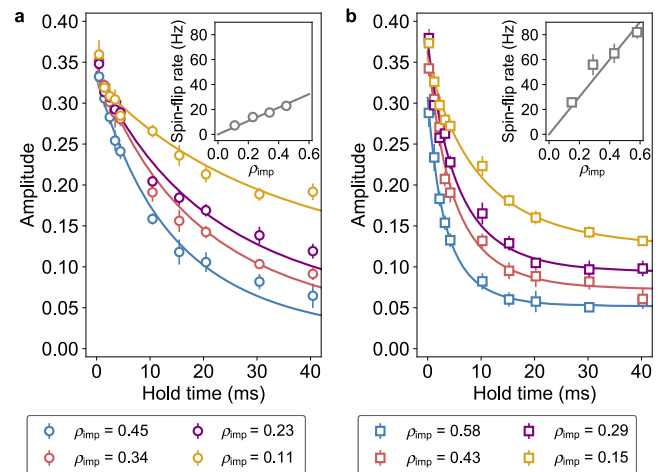 a
b
0.40
0.35
0.30
0.25
0.20
0.15
0.10
0.05
0.00
Amplitude
0
10
20
30
40
Hold time (ms)
Spin-flip rate (Hz)
80
60
40
20
0
0.0
0.2
0.4
0.6
ρimp
0.40
0.35
0.30
0.25
0.20
0.15
0.10
0.05
0.00
Amplitude
0
10
20
30
40
Hold time (ms)
Spin-flip rate (Hz)
80
60
40
20
0
0.0
0.2
0.4
0.6
ρimp
ρimp = 0.45
ρimp = 0.23
ρimp = 0.34
ρimp = 0.11
ρimp = 0.58
ρimp = 0.29
ρimp = 0.43
ρimp = 0.15